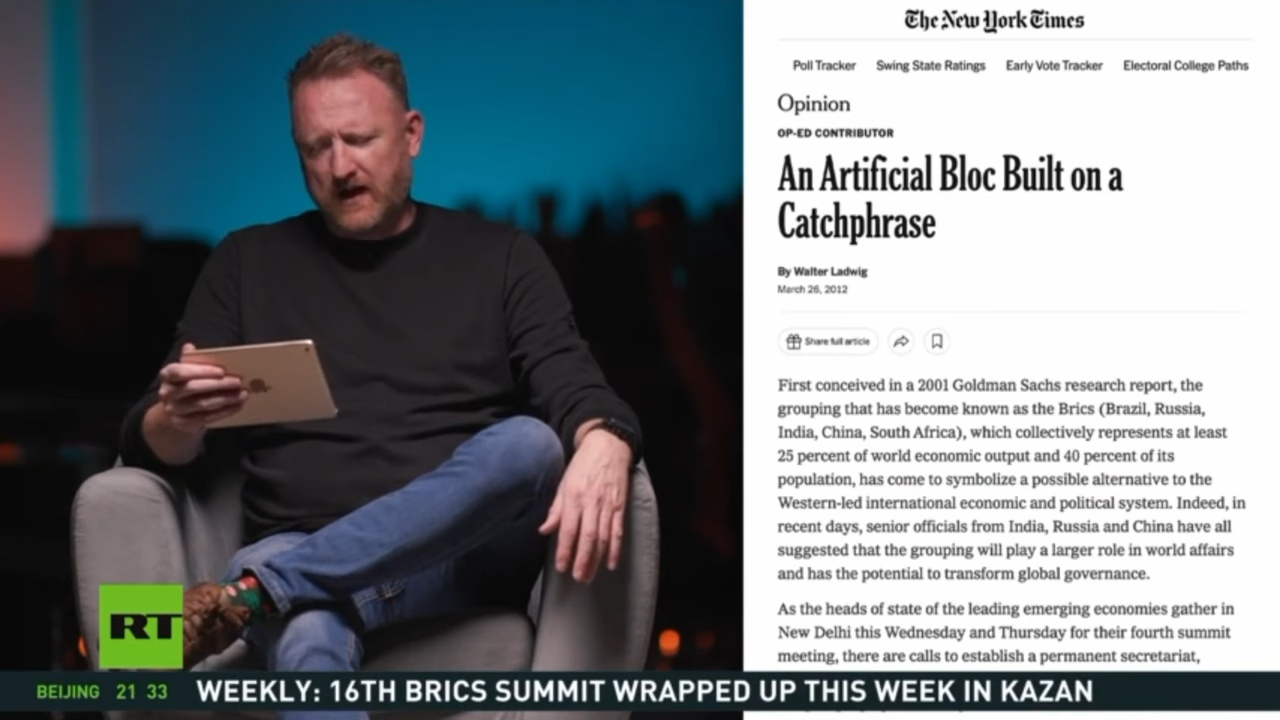 The New York Times
Poll Tracker Swing State Ratings Early Vote Tracker Electoral College Paths
Opinion
OP-ED CONTRIBUTOR
An Artificial Bloc Built on a
Catchphrase
By Walter Ladwig
March 26, 2012
Share full article
First conceived in a 2001 Goldman Sachs research report, the
grouping that has become known as the Brics (Brazil, Russia,
India, China, South Africa), which collectively represents at least
25 percent of world economic output and 40 percent of its
population, has come to symbolize a possible alternative to the
Western-led international economic and political system. Indeed, in
recent days, senior officials from India, Russia and China have all
suggested that the grouping will play a larger role in world affairs
and has the potential to transform global governance.
As the heads of state of the leading emerging economies gather in
New Delhi this Wednesday and Thursday for their fourth summit
meeting, there are calls to establish a permanent secretariat,
RT
BEIJING 21 33 WEEKLY: 16TH BRICS SUMMIT WRAPPED UP THIS WEEK IN KAZAN